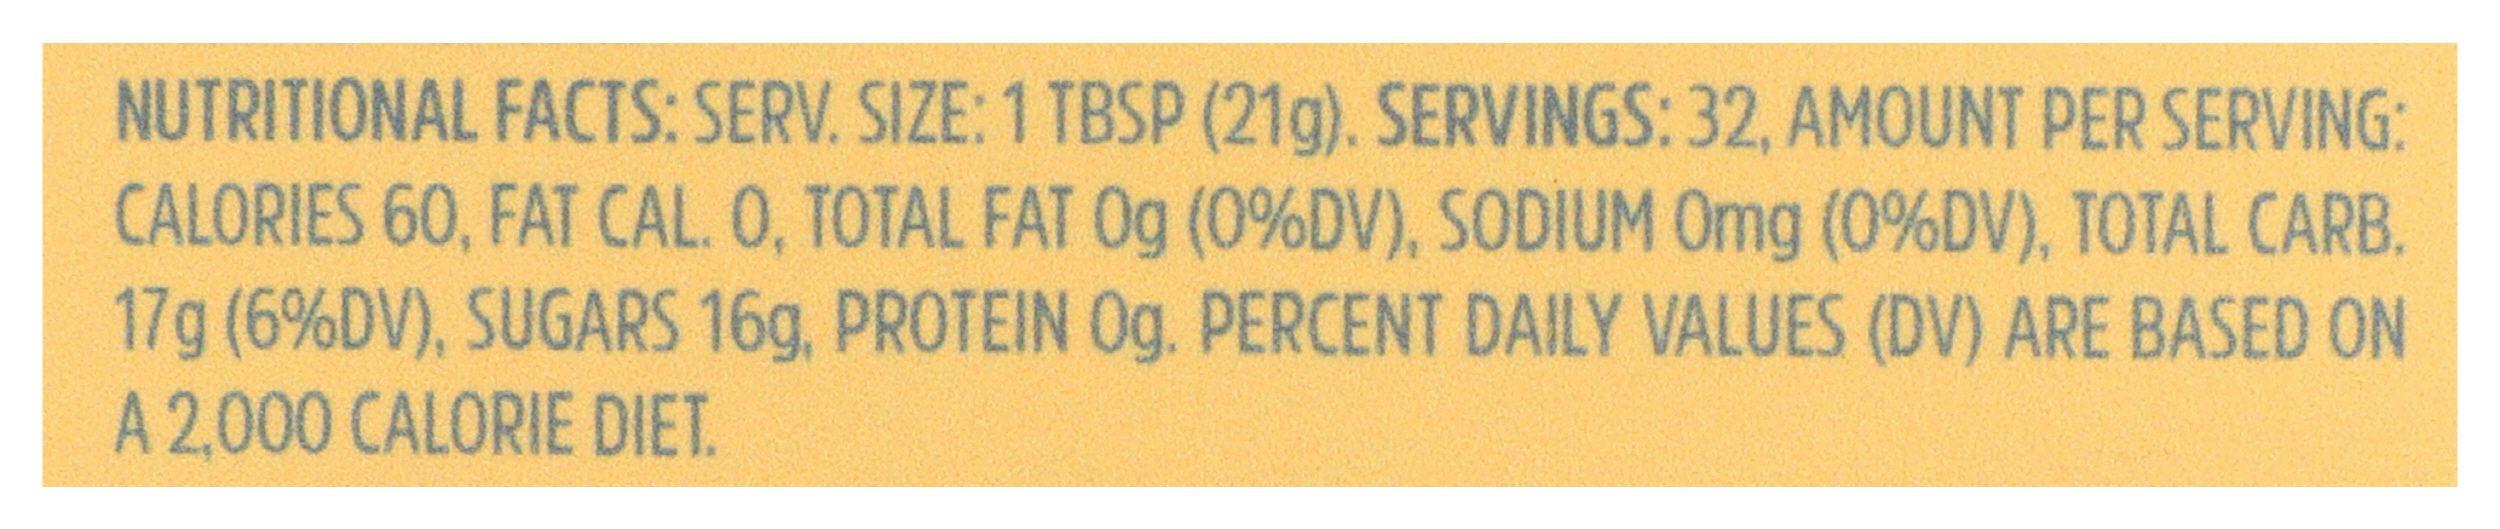 NUTRITIONAL FACTS: SERV. SIZE: 1 TBSP (21g). SERVINGS: 32, AMOUNT PER SERVING:
CALORIES 60, FAT CAL. 0, TOTAL FAT 0g (0%DV), SODIUM 0mg (0%DV), TOTAL CARB.
17g (6%DV), SUGARS 16g, PROTEIN 0g. PERCENT DAILY VALUES (DV) ARE BASED ON
A 2,000 CALORIE DIET.